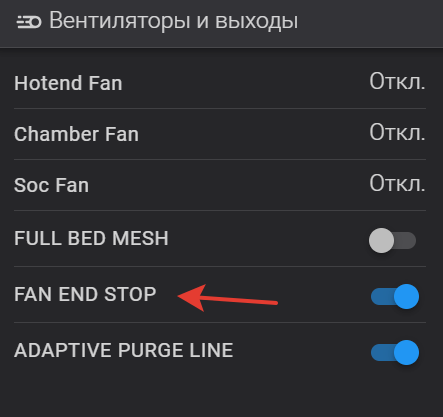 Вентиляторы и выходы
Hotend Fan Откл.
Chamber Fan Откл.
Soc Fan Откл.
FULL BED MESH
FAN END STOP
ADAPTIVE PURGE LINE